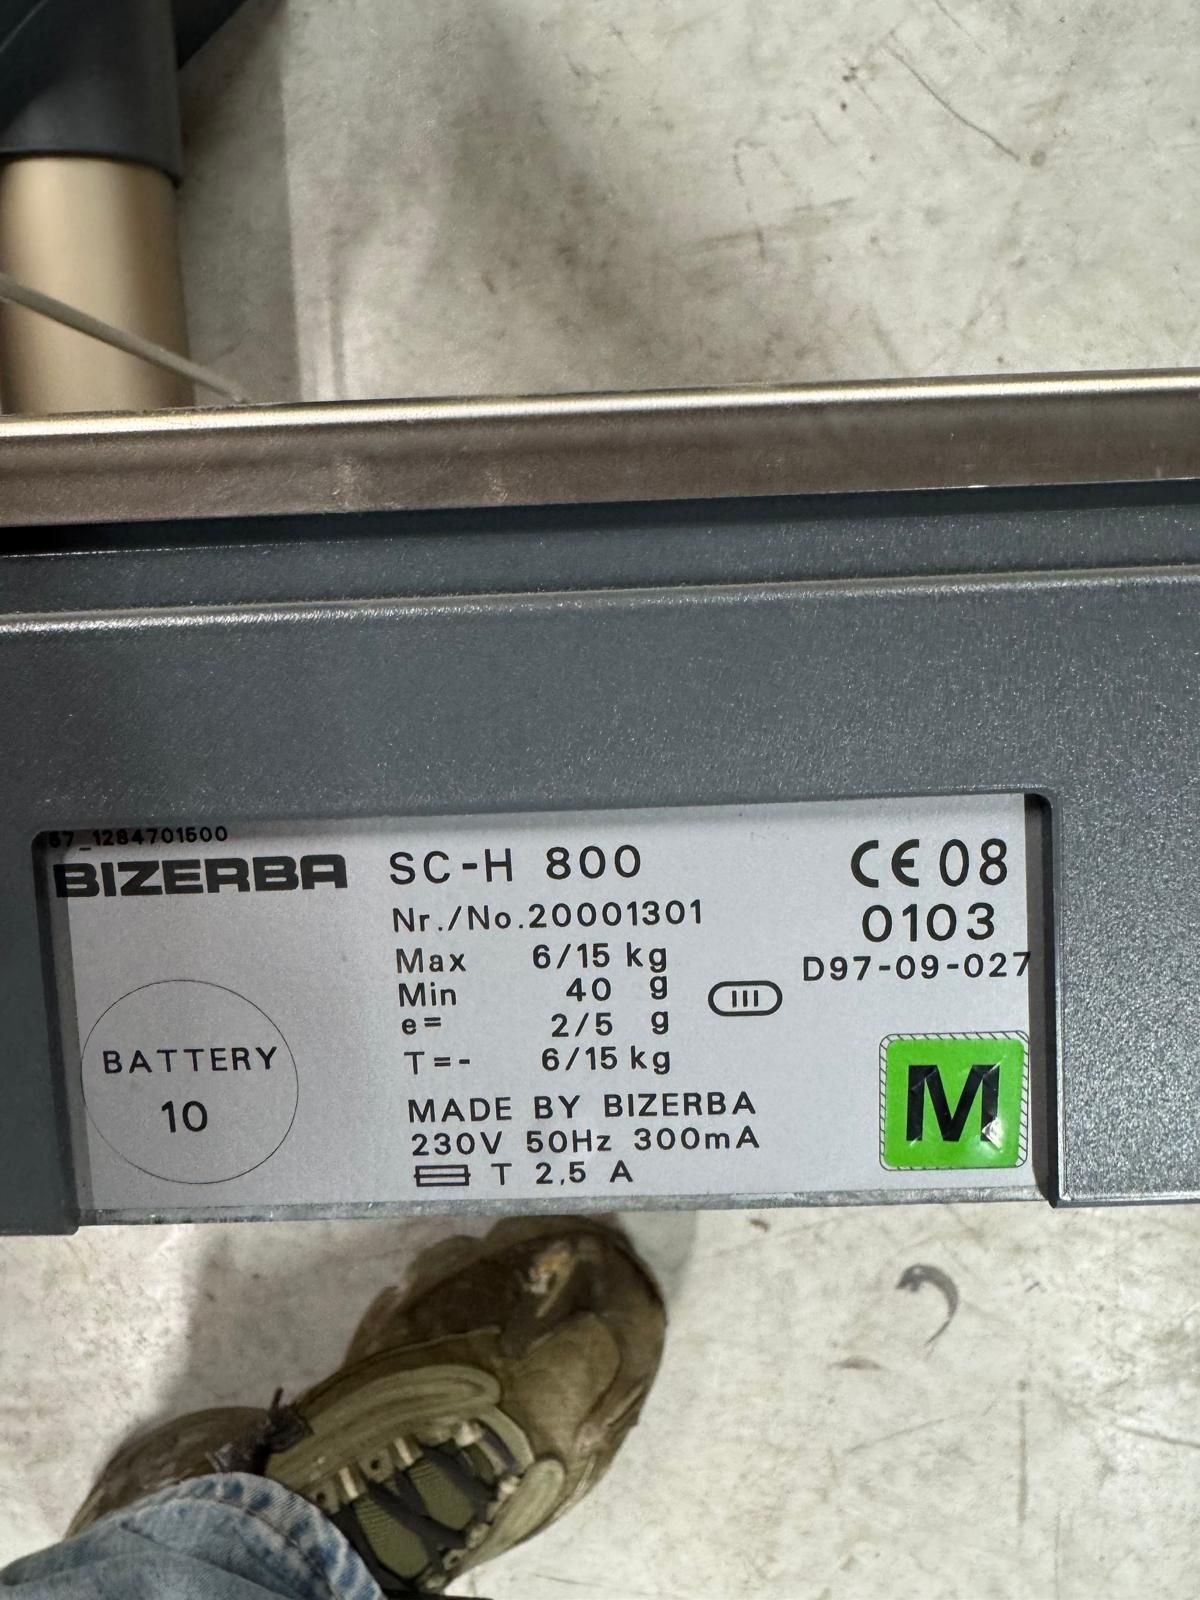 67_1284701500
BIZERBA
SC-H 800
Nr./No.20001301
Max 6/15 kg
Min 40 g
e= 2/5 g
T=- 6/15 kg
III
MADE BY BIZERBA
230V 50Hz 300mA
T 2,5 A
BATTERY
10
CE 08
0103
D97-09-027
M